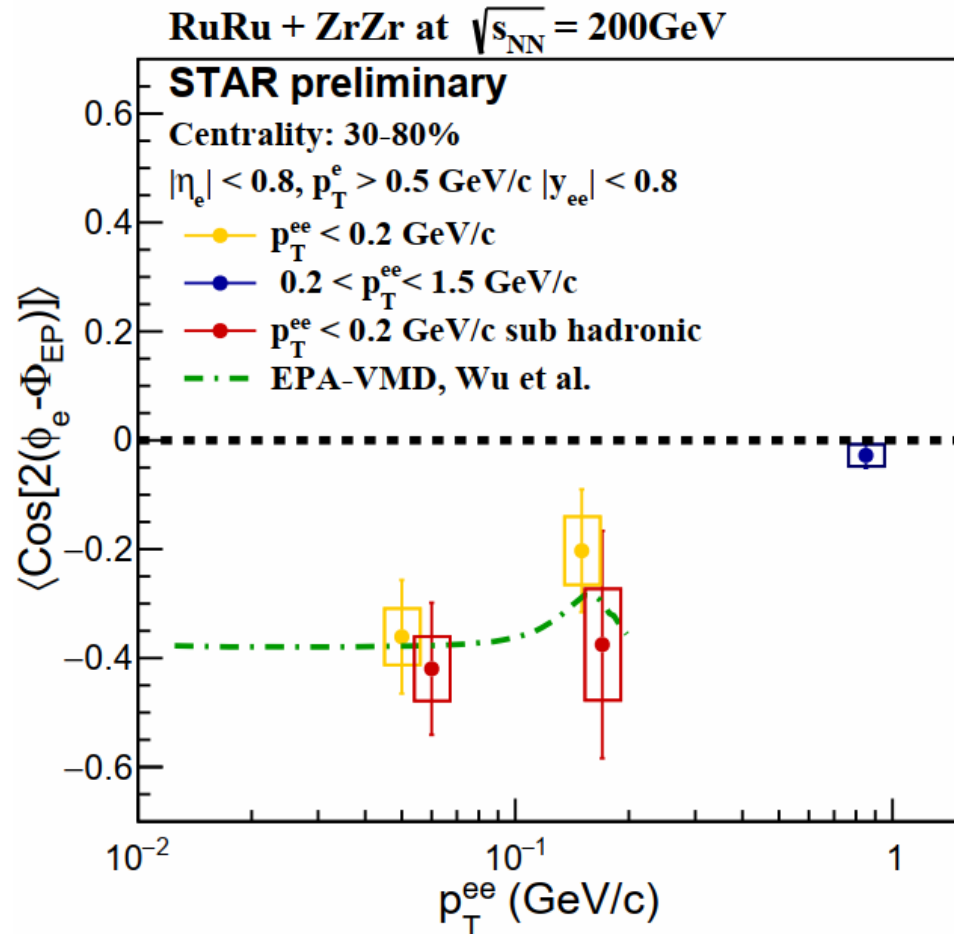 RuRu + ZrZr at √s_NN = 200GeV
STAR preliminary
Centrality: 30-80%
|η_e| < 0.8, p_T^e > 0.5 GeV/c |y_ee| < 0.8
p_T^ee < 0.2 GeV/c
0.2 < p_T^ee < 1.5 GeV/c
p_T^ee < 0.2 GeV/c sub hadronic
EPA-VMD, Wu et al.
⟨Cos[2(ϕ_e-Φ_EP)]⟩
0.6
0.4
0.2
0
−0.2
−0.4
−0.6
10^−2
10^−1
1
p_T^ee (GeV/c)